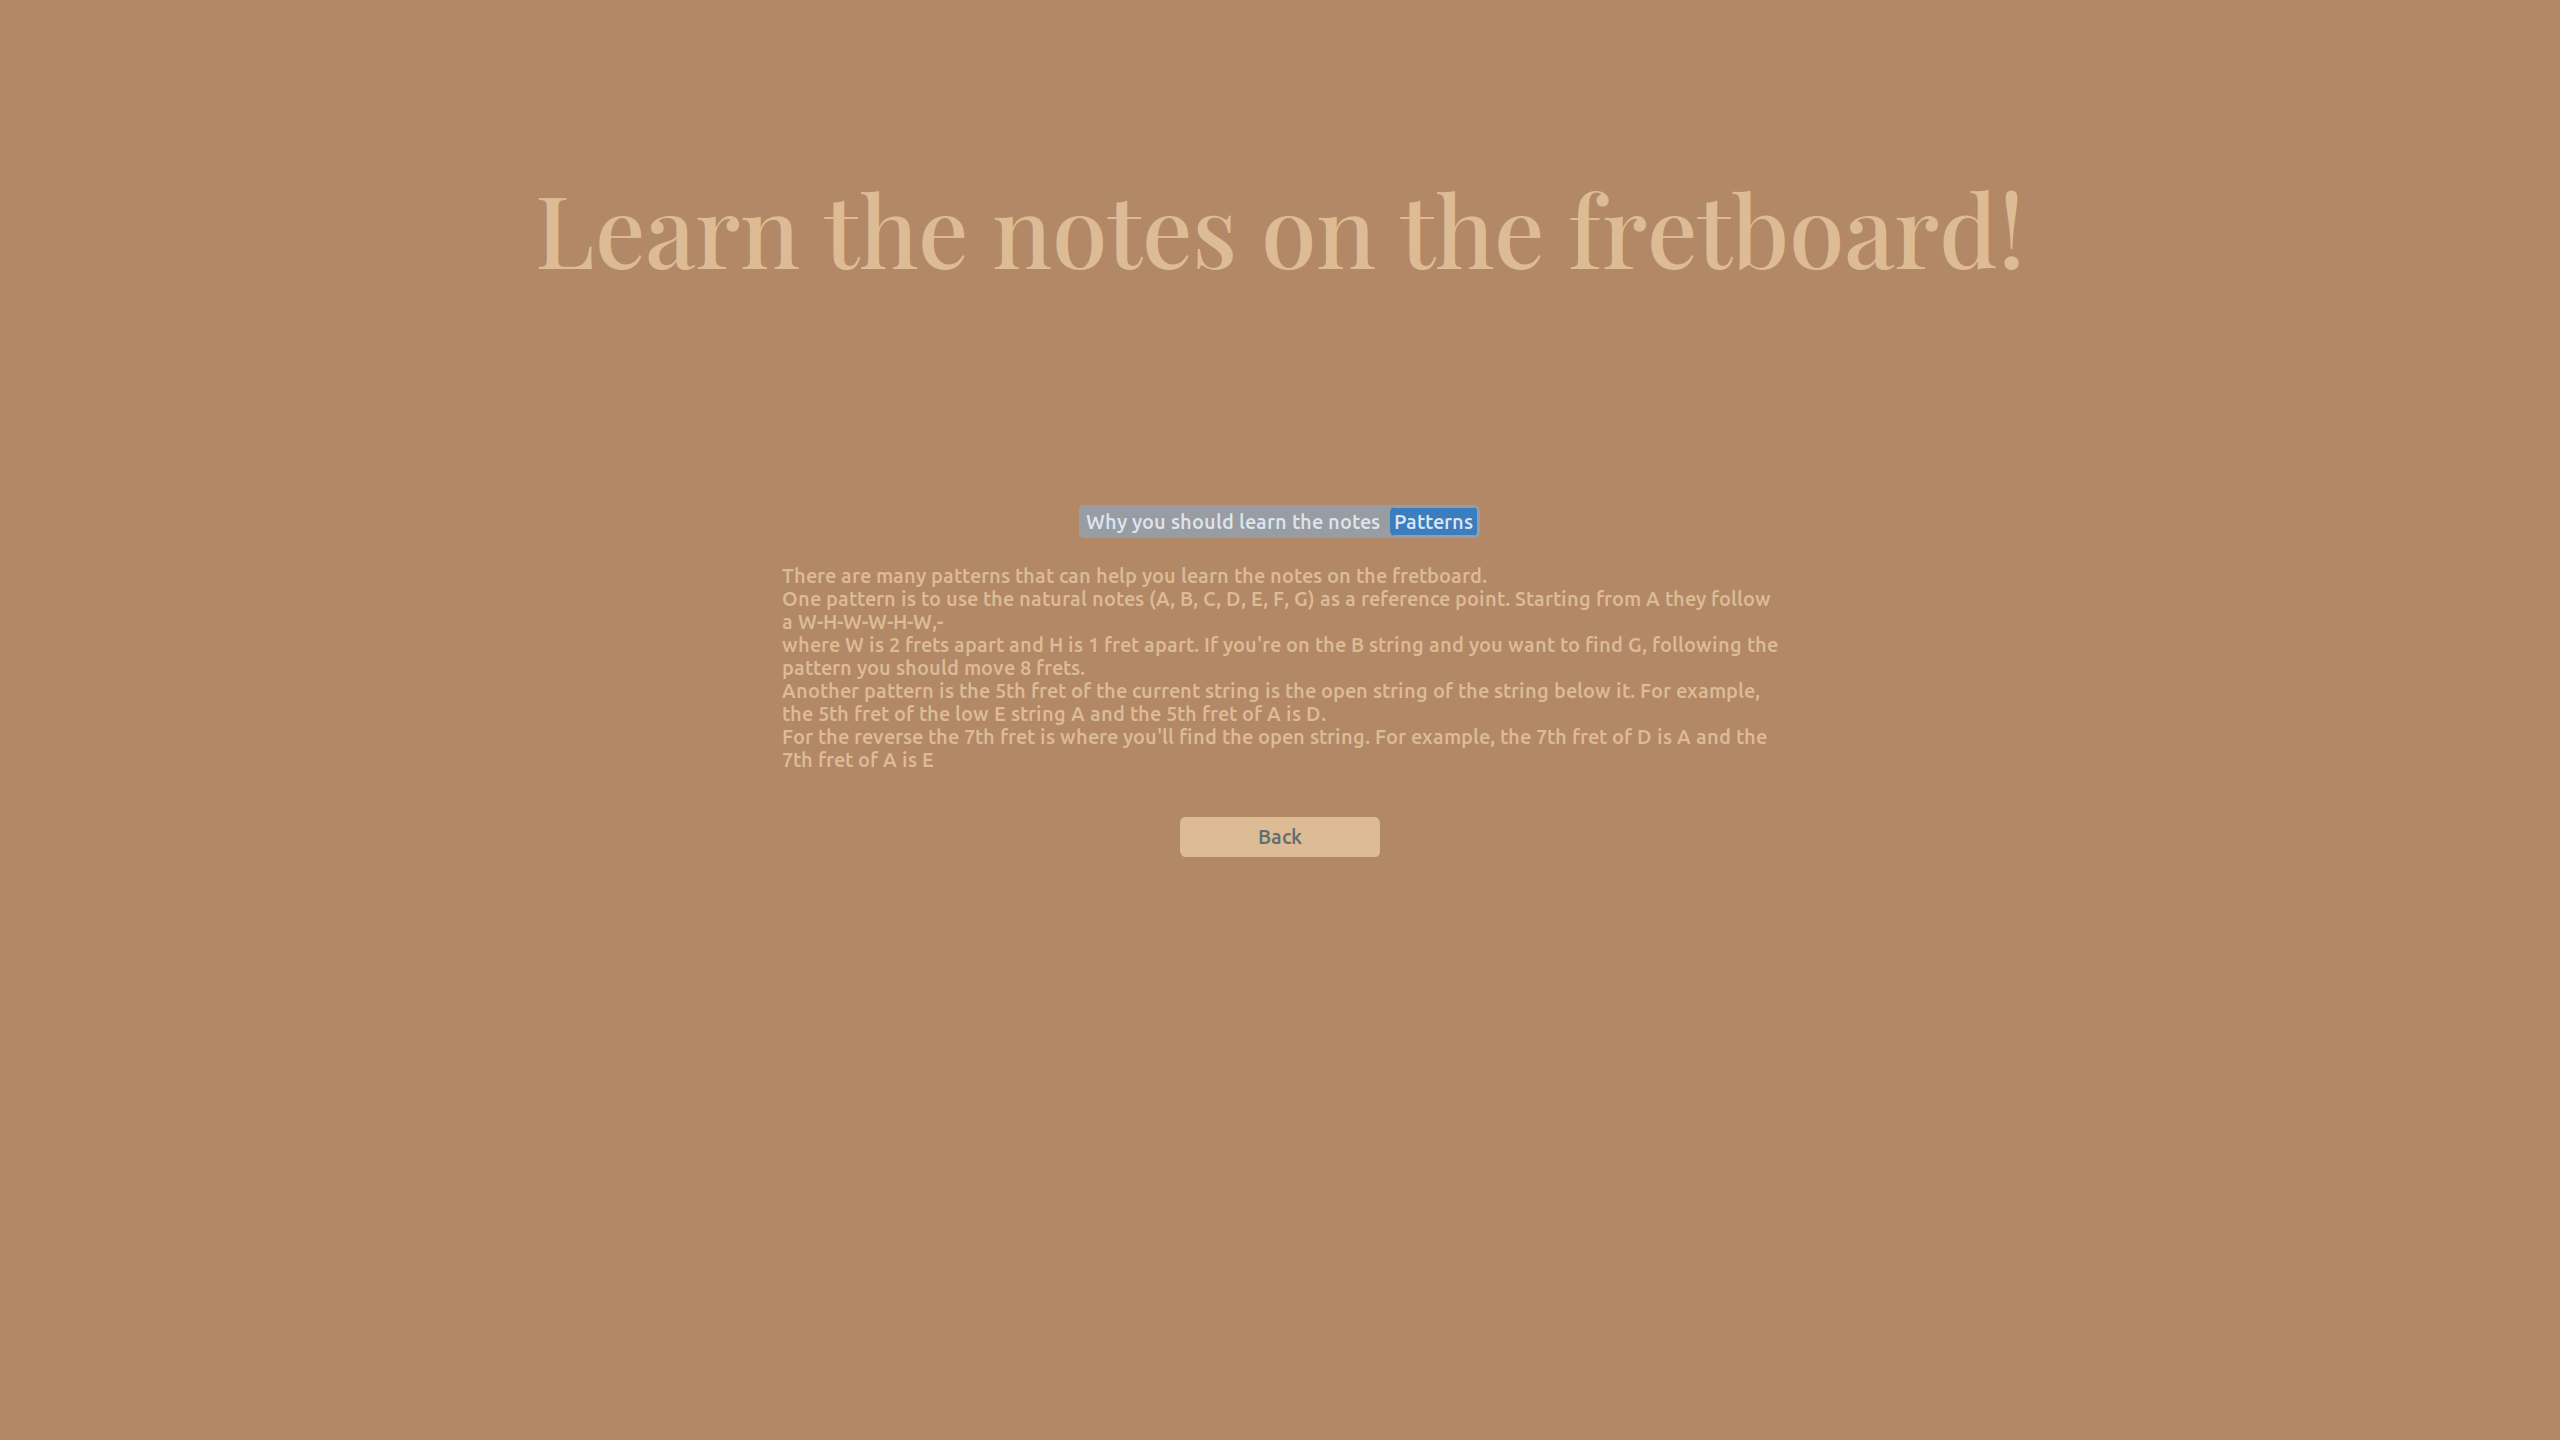 Learn the notes on the fretboard!
Why you should learn the notes Patterns
There are many patterns that can help you learn the notes on the fretboard.
One pattern is to use the natural notes (A, B, C, D, E, F, G) as a reference point. Starting from A they follow
a W-H-W-W-H-W,-
where W is 2 frets apart and H is 1 fret apart. If you're on the B string and you want to find G, following the
pattern you should move 8 frets.
Another pattern is the 5th fret of the current string is the open string of the string below it. For example,
the 5th fret of the low E string A and the 5th fret of A is D.
For the reverse the 7th fret is where you'll find the open string. For example, the 7th fret of D is A and the
7th fret of A is E
Back